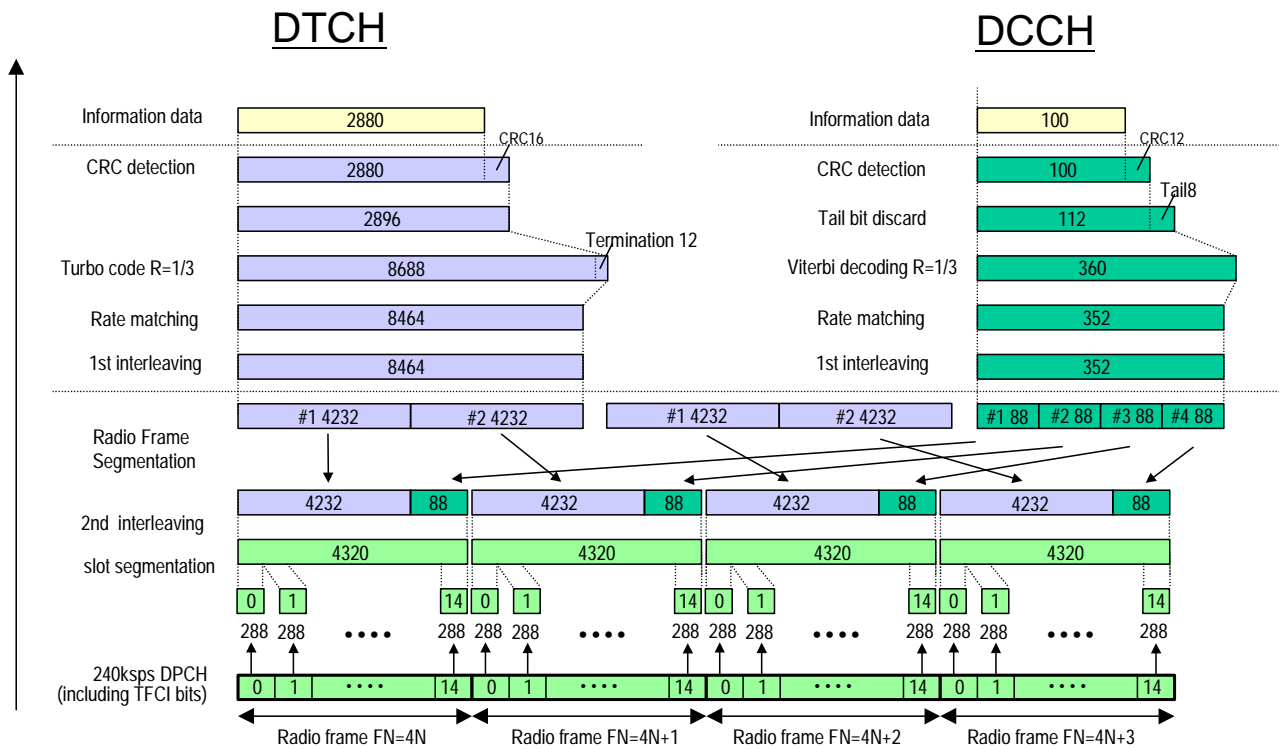 DTCH DCCH
Information data 2880 Information data 100
CRC16 CRC12
CRC detection 2880 CRC detection 100
Tail8
2896 Tail bit discard 112
Termination 12
Turbo code R=1/3 8688 Viterbi decoding R=1/3 360
Rate matching 8464 Rate matching 352
1st interleaving 8464 1st interleaving 352
#1 4232 #2 4232 #1 4232 #2 4232 #1 88 #2 88 #3 88 #4 88
Radio Frame
Segmentation
4232 88 4232 88 4232 88 4232 88
2nd interleaving
4320 4320 4320 4320
slot segmentation
0 1 14 0 1 14 0 1 14 0 1 14
288 288 •••• 288 288 288 •••• 288 288 288 •••• 288 288 288 •••• 288
240ksps DPCH
(including TFCI bits)
0 1 •••• 14 0 1 •••• 14 0 1 •••• 14 0 1 •••• 14
Radio frame FN=4N Radio frame FN=4N+1 Radio frame FN=4N+2 Radio frame FN=4N+3